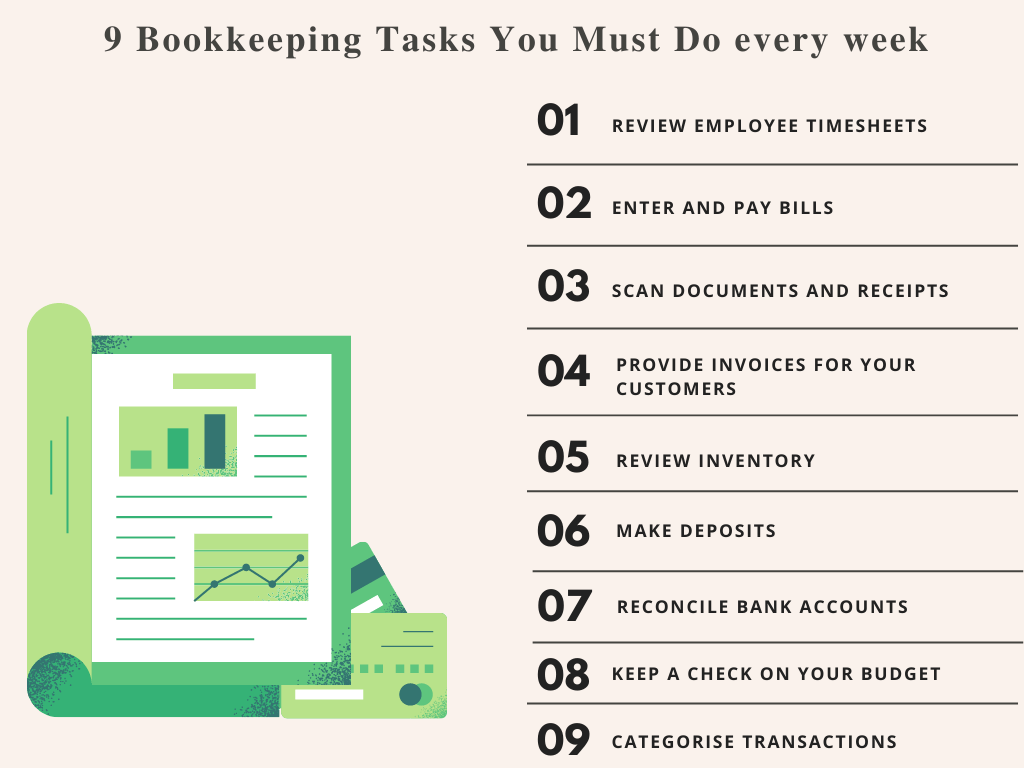 9 Bookkeeping Tasks You Must Do every week
01 REVIEW EMPLOYEE TIMESHEETS
02 ENTER AND PAY BILLS
03 SCAN DOCUMENTS AND RECEIPTS
04 PROVIDE INVOICES FOR YOUR
CUSTOMERS
05 REVIEW INVENTORY
06 MAKE DEPOSITS
07 RECONCILE BANK ACCOUNTS
08 KEEP A CHECK ON YOUR BUDGET
09 CATEGORISE TRANSACTIONS